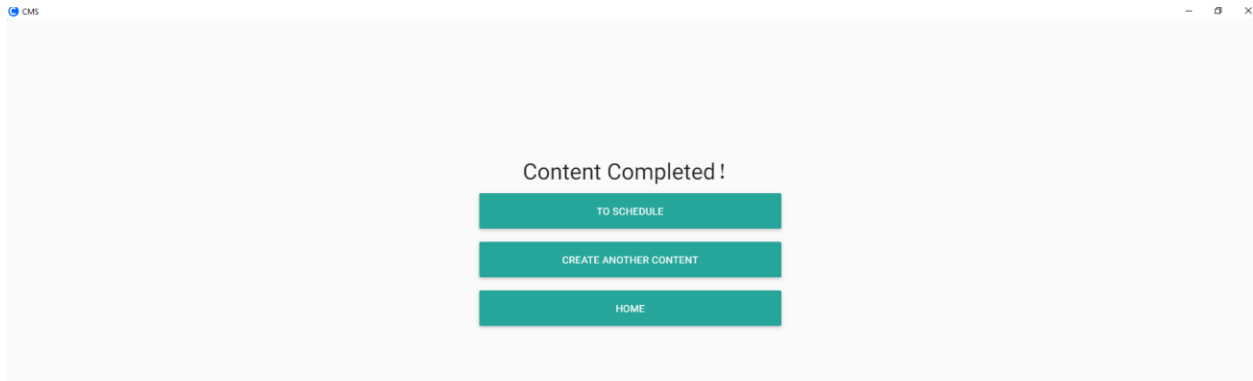 CMS
Content Completed!
TO SCHEDULE
CREATE ANOTHER CONTENT
HOME